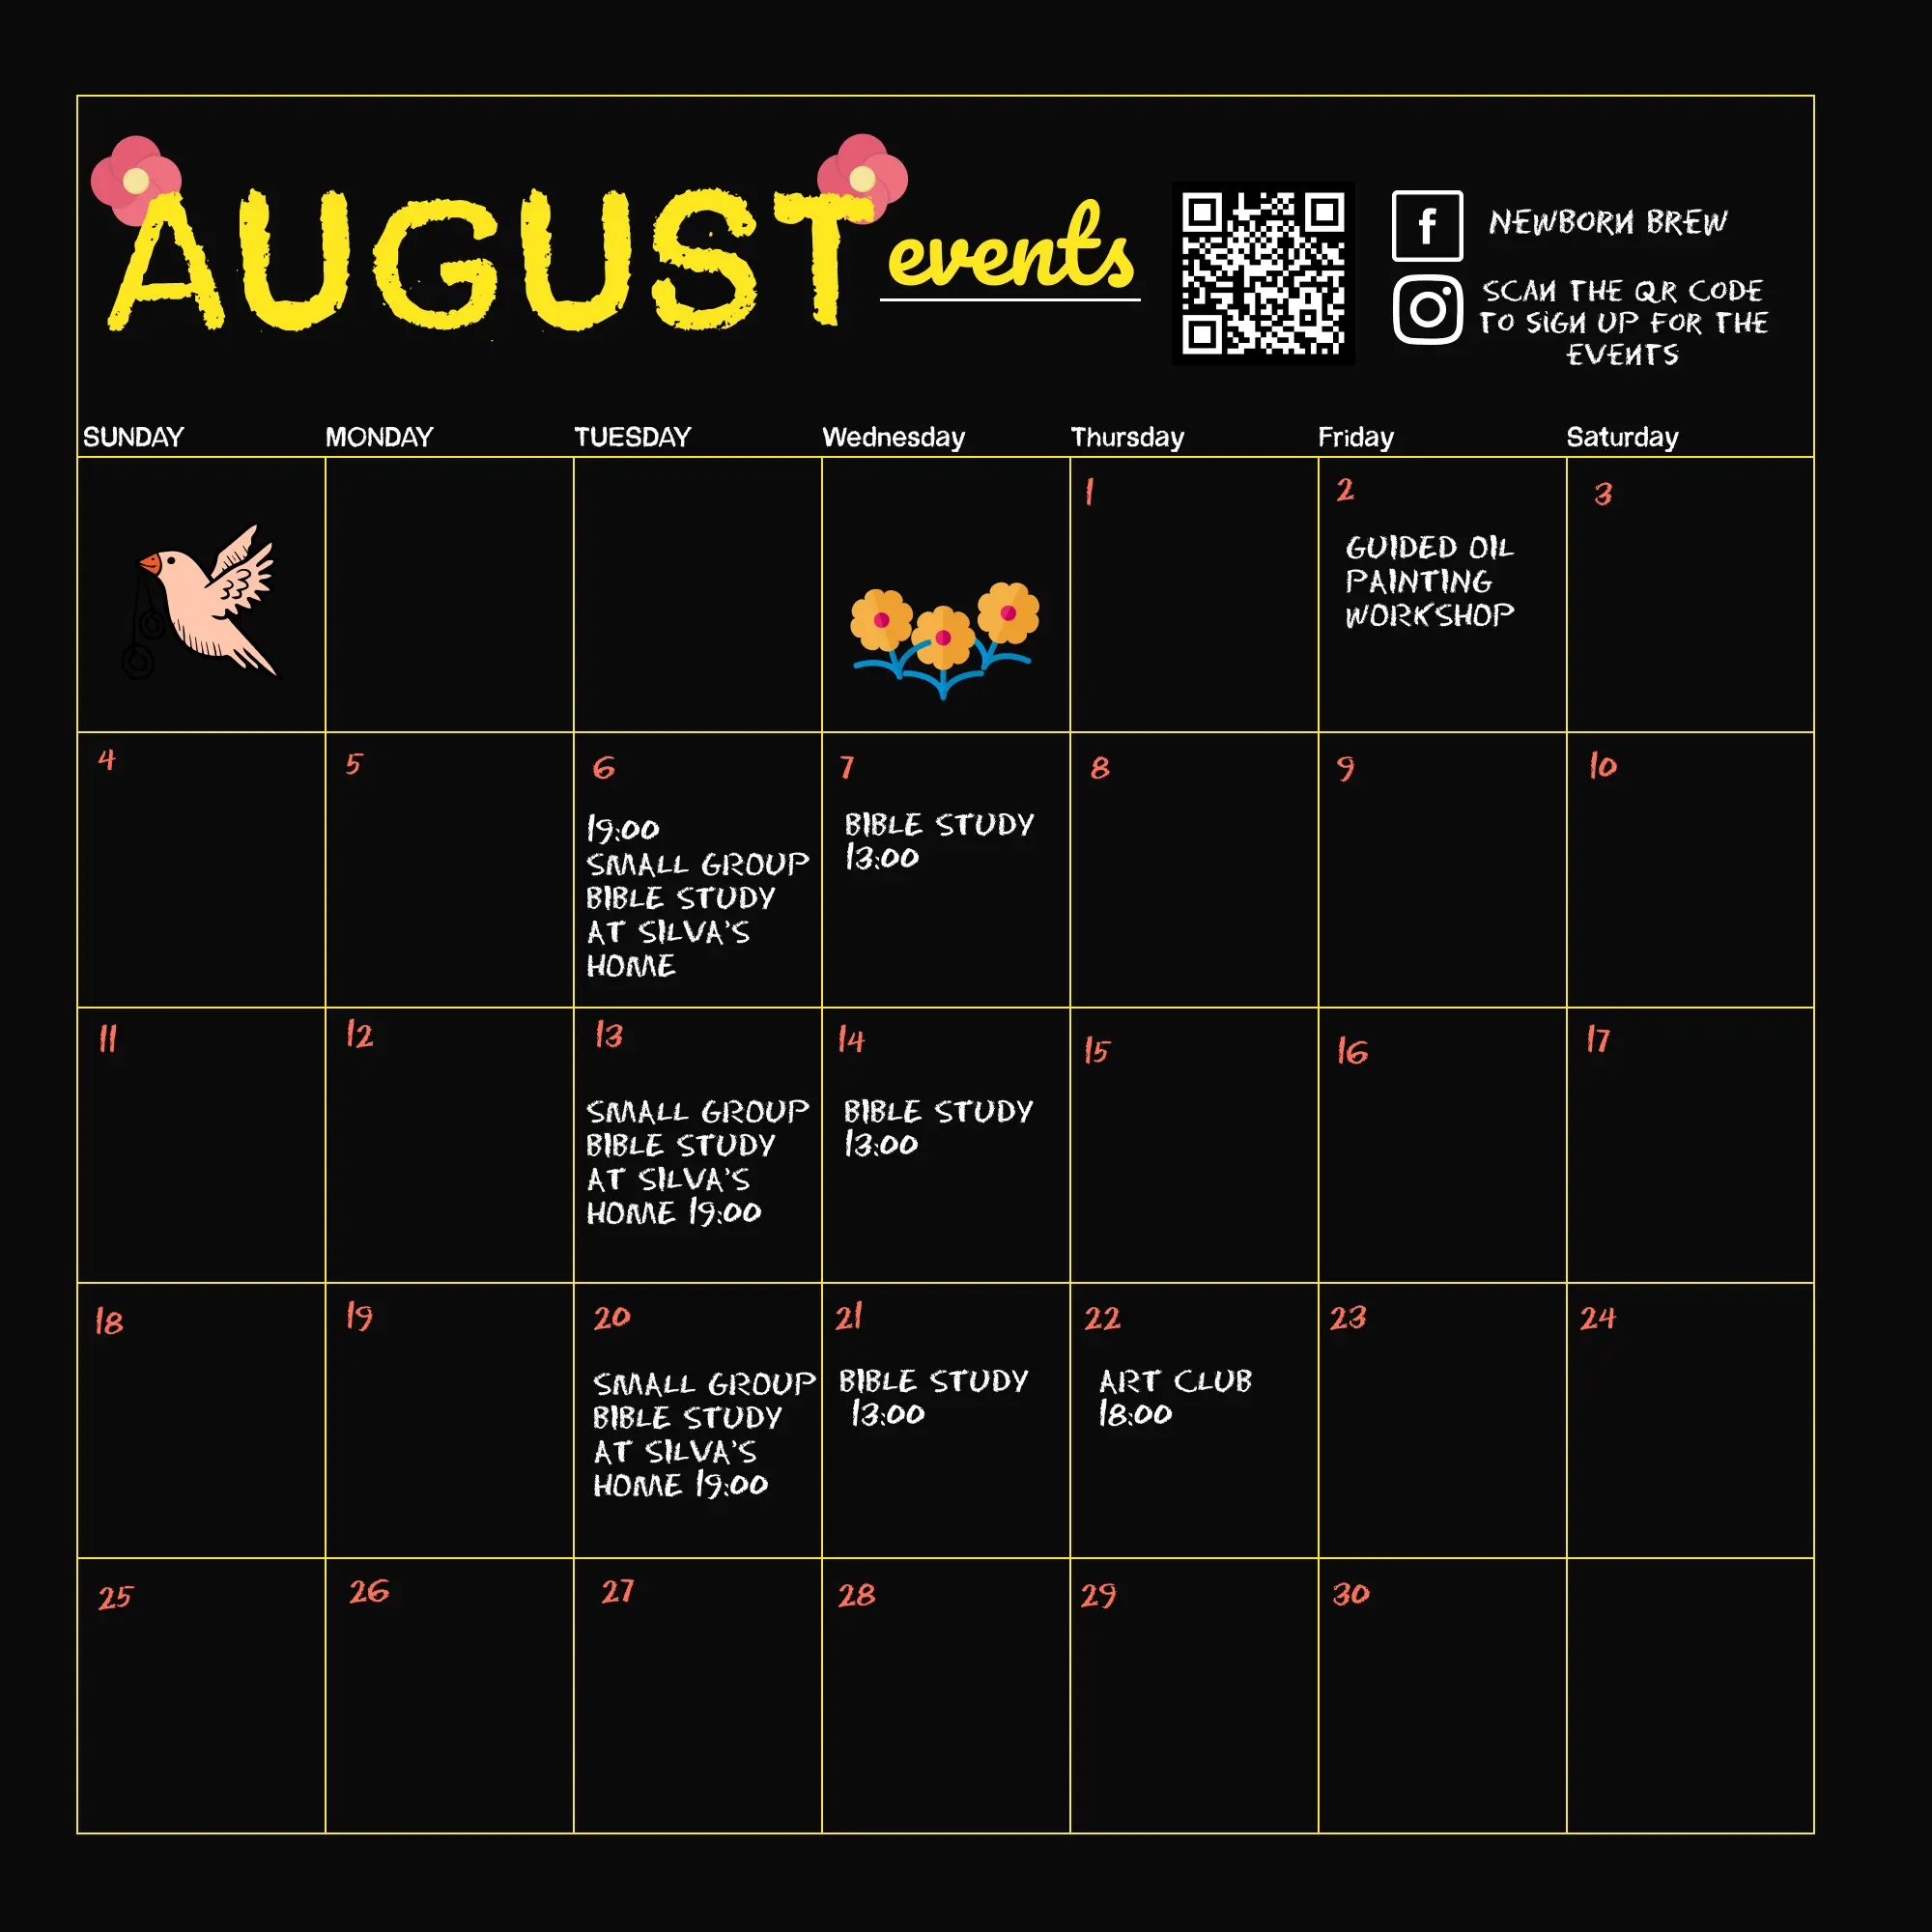 AUGUST events
f NEWBORN BREW
SCAN THE QR CODE
TO SIGN UP FOR THE
EVENTS
SUNDAY MONDAY TUESDAY Wednesday Thursday Friday Saturday
1
2
GUIDED OIL
PAINTING
WORKSHOP
3
4
5
6
19:00
SMALL GROUP
BIBLE STUDY
AT SILVA'S
HOME
7
BIBLE STUDY
13:00
8
9
10
11
12
13
SMALL GROUP
BIBLE STUDY
AT SILVA'S
HOME 19:00
14
BIBLE STUDY
13:00
15
16
17
18
19
20
SMALL GROUP
BIBLE STUDY
AT SILVA'S
HOME 19:00
21
BIBLE STUDY
13:00
22
ART CLUB
18:00
23
24
25
26
27
28
29
30